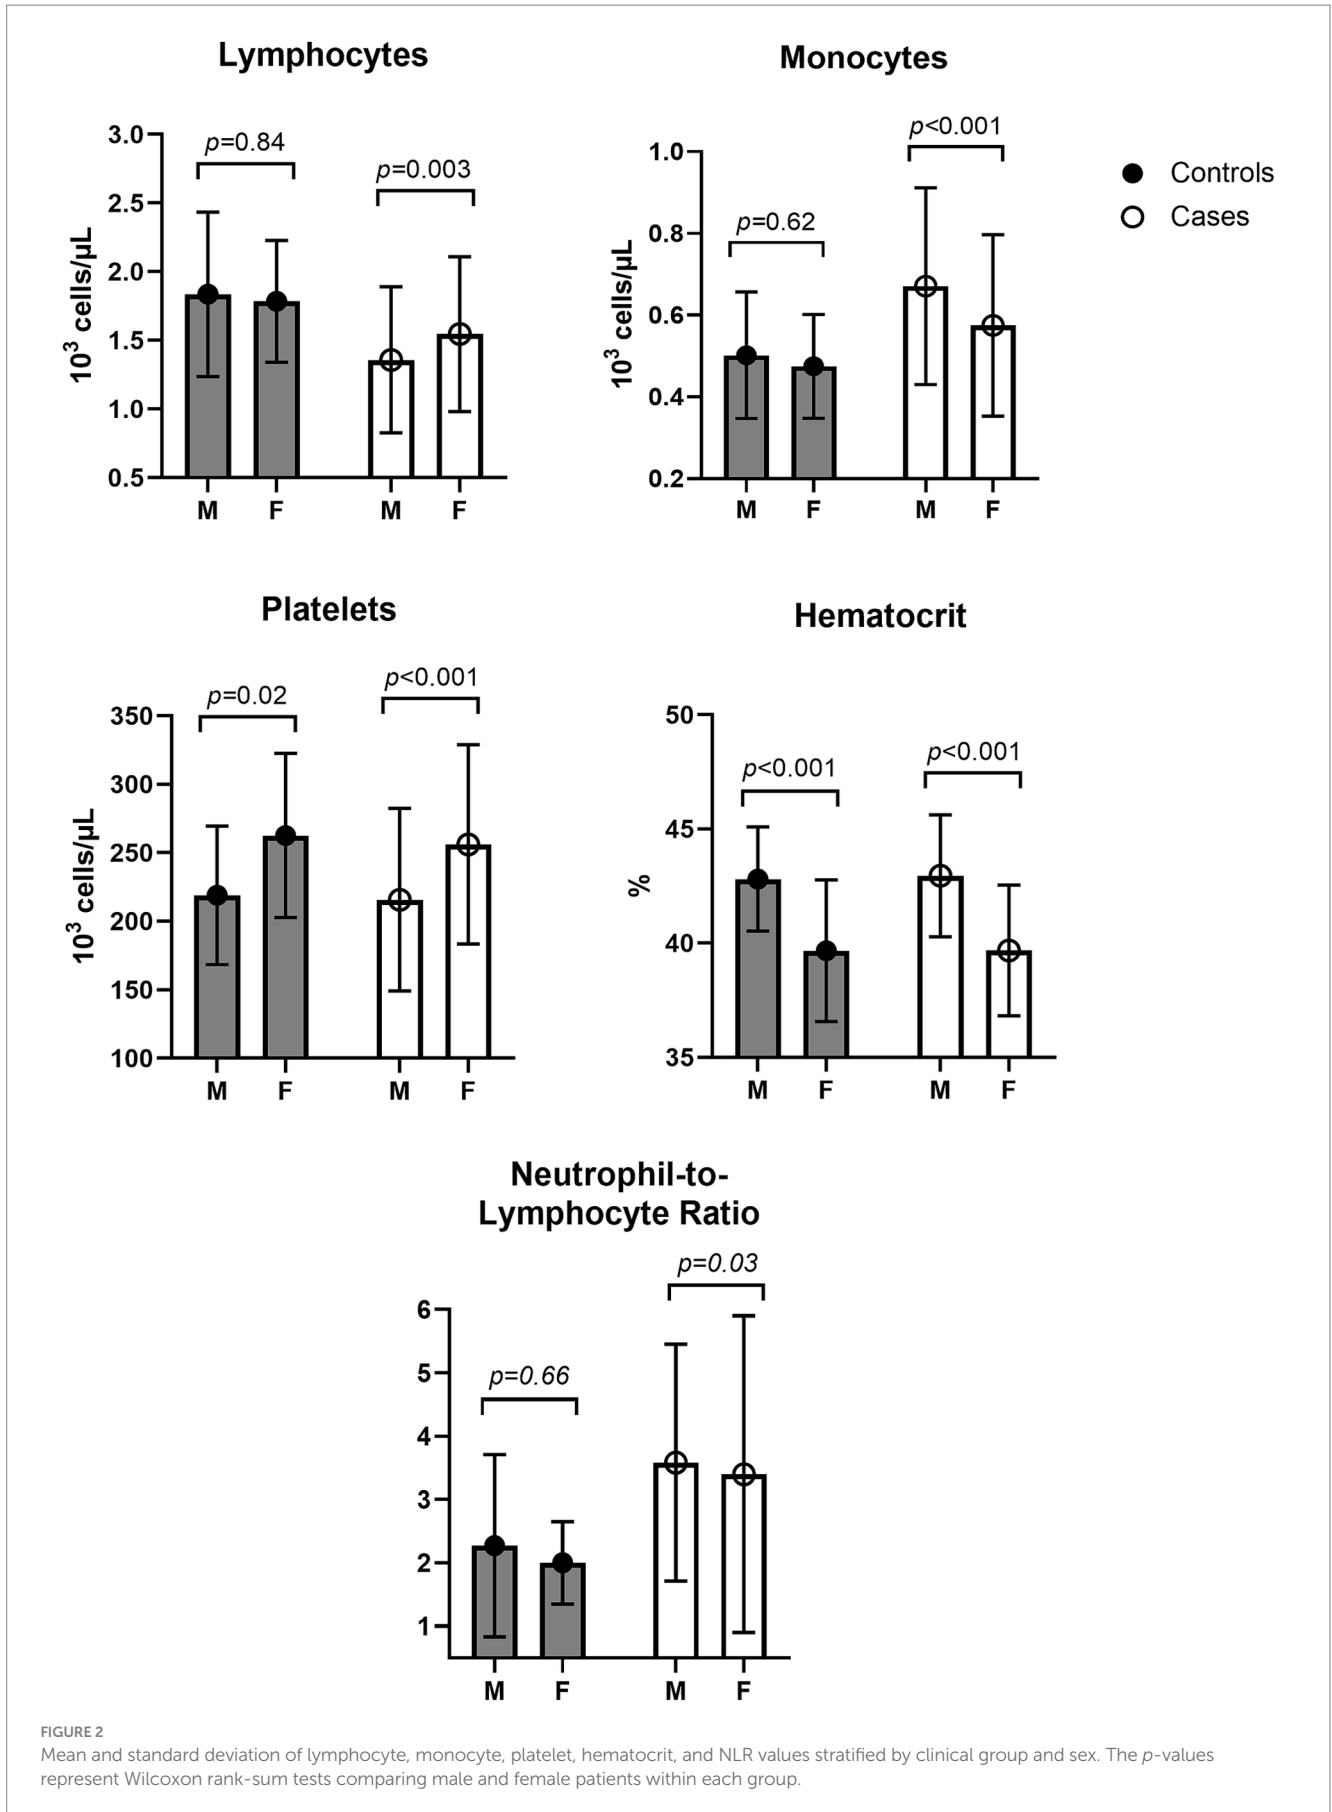 Lymphocytes
3.0
2.5
2.0
1.5
1.0
0.5
10³ cells/µL
p=0.84
p=0.003
M F M F
Monocytes
1.0
0.8
0.6
0.4
0.2
10³ cells/µL
p=0.62
p<0.001
M F M F
Controls
Cases
Platelets
350
300
250
200
150
100
10³ cells/µL
p=0.02
p<0.001
M F M F
Hematocrit
50
45
40
35
%
p<0.001
p<0.001
M F M F
Neutrophil-to-
Lymphocyte Ratio
6
5
4
3
2
1
p=0.66
p=0.03
M F M F
FIGURE 2
Mean and standard deviation of lymphocyte, monocyte, platelet, hematocrit, and NLR values stratified by clinical group and sex. The p-values
represent Wilcoxon rank-sum tests comparing male and female patients within each group.